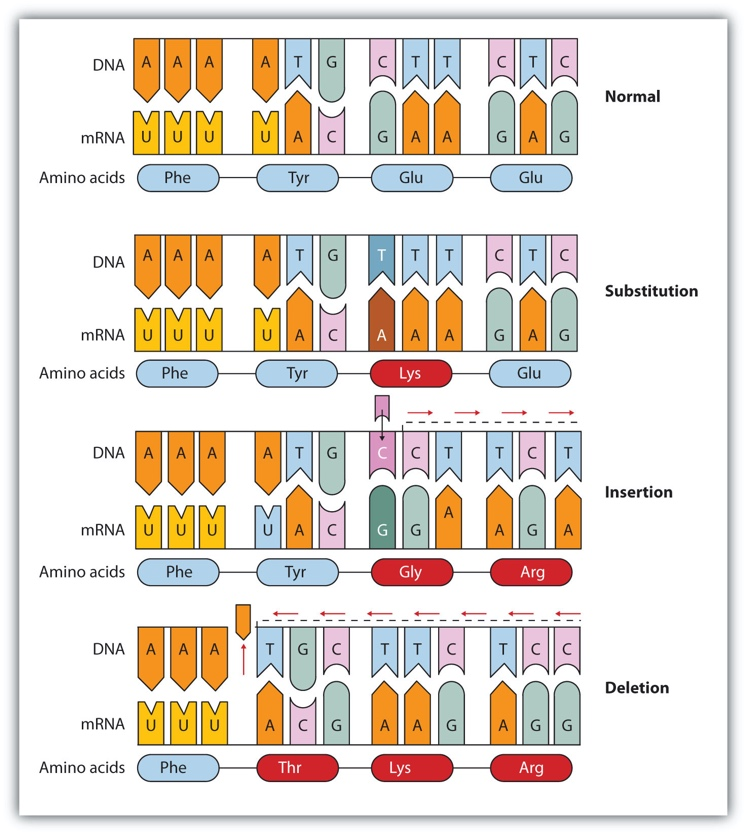 DNA A A A A T G C T T C T C
Normal
mRNA U U U U A C G A A G A G
Amino acids Phe Tyr Glu Glu
DNA A A A A T G T T T C T C
Substitution
mRNA U U U U A C A A A G A G
Amino acids Phe Tyr Lys Glu
DNA A A A A T G C C T T C T
Insertion
mRNA U U U U A C G G A A G A
Amino acids Phe Tyr Gly Arg
DNA A A A T G C T T C T C C
Deletion
mRNA U U U A C G A A G A G G
Amino acids Phe Thr Lys Arg